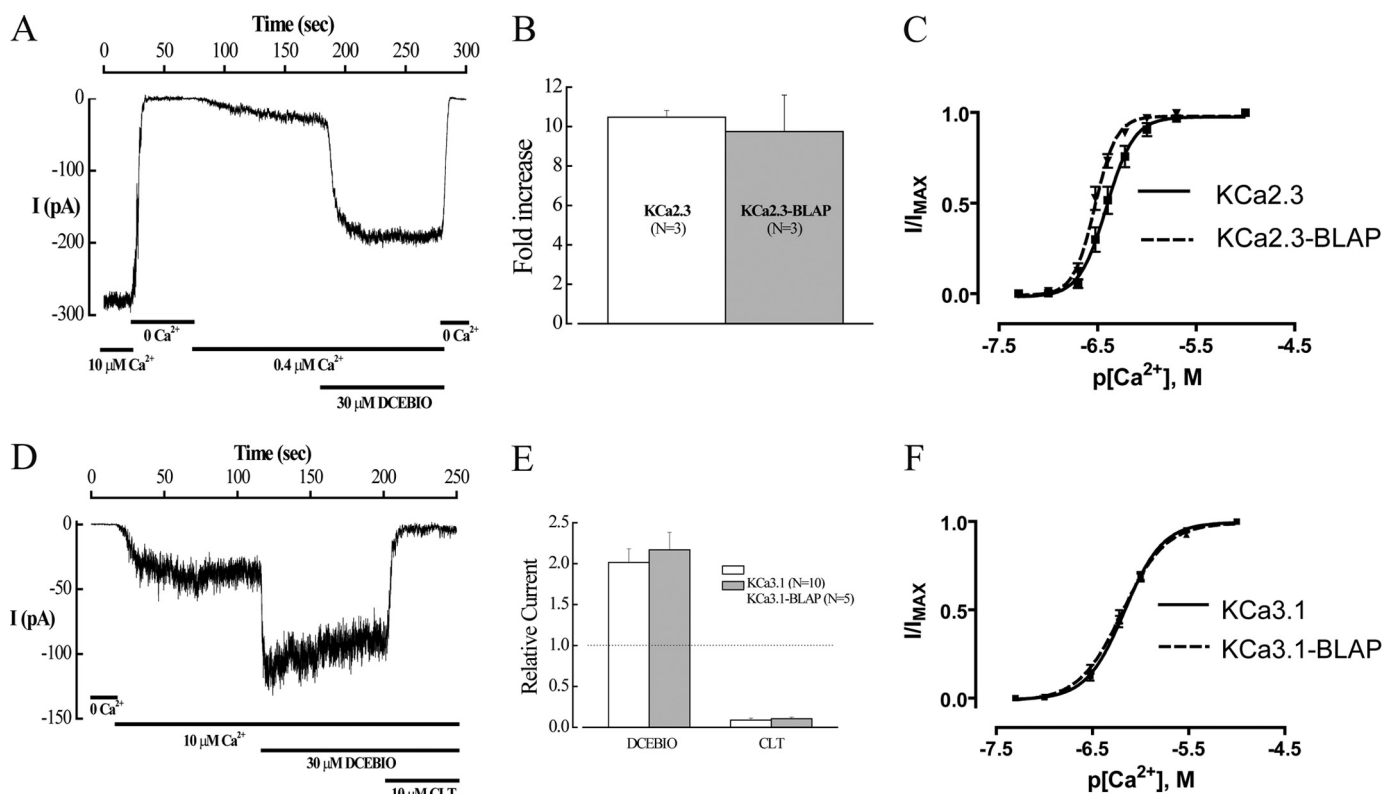 A
Time (sec)
0 50 100 150 200 250 300
0
-100
I (pA)
-200
-300
0 Ca²⁺
0 Ca²⁺
10 μM Ca²⁺
0.4 μM Ca²⁺
30 μM DCEBIO
B
12
10
8
6
4
2
0
Fold increase
KCa2.3
(N=3)
KCa2.3-BLAP
(N=3)
C
1.0
0.5
0.0
I/IMAX
KCa2.3
KCa2.3-BLAP
-7.5 -6.5 -5.5 -4.5
p[Ca²⁺], M
D
Time (sec)
0 50 100 150 200 250
0
-50
I (pA)
-100
-150
0 Ca²⁺
10 μM Ca²⁺
30 μM DCEBIO
10 μM CLT
E
2.5
2.0
1.5
1.0
0.5
0.0
Relative Current
KCa3.1 (N=10)
KCa3.1-BLAP (N=5)
DCEBIO CLT
F
1.0
0.5
0.0
I/IMAX
KCa3.1
KCa3.1-BLAP
-7.5 -6.5 -5.5 -4.5
p[Ca²⁺], M